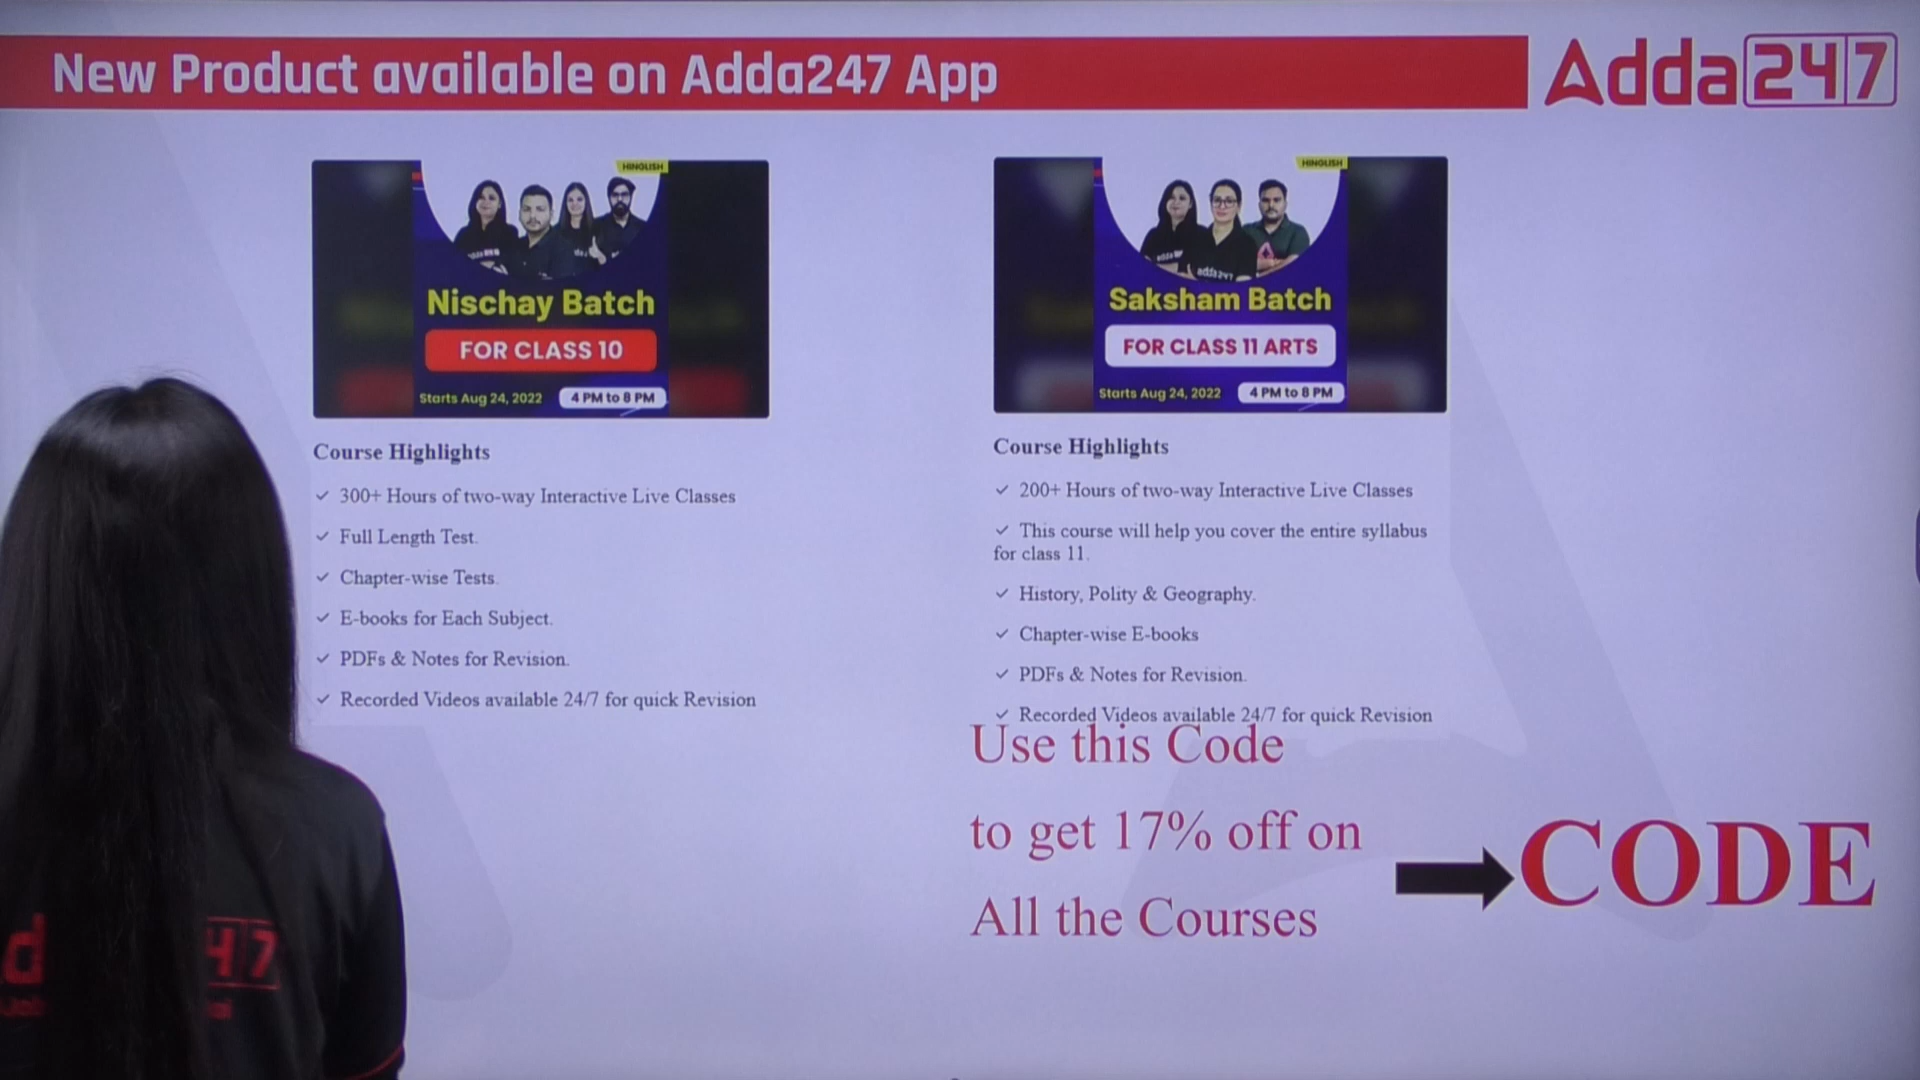 New Product available on Adda247 App
Adda247
HINGLISH
Nischay Batch
FOR CLASS 10
Starts Aug 24, 2022 4 PM to 8 PM
Course Highlights
✓ 300+ Hours of two-way Interactive Live Classes
✓ Full Length Test.
✓ Chapter-wise Tests.
✓ E-books for Each Subject.
✓ PDFs & Notes for Revision.
✓ Recorded Videos available 24/7 for quick Revision
HINGLISH
adda247
Saksham Batch
FOR CLASS 11 ARTS
Starts Aug 24, 2022 4 PM to 8 PM
Course Highlights
✓ 200+ Hours of two-way Interactive Live Classes
✓ This course will help you cover the entire syllabus
for class 11.
✓ History, Polity & Geography.
✓ Chapter-wise E-books
✓ PDFs & Notes for Revision.
✓ Recorded Videos available 24/7 for quick Revision
Use this Code
to get 17% off on
All the Courses
CODE
d 47